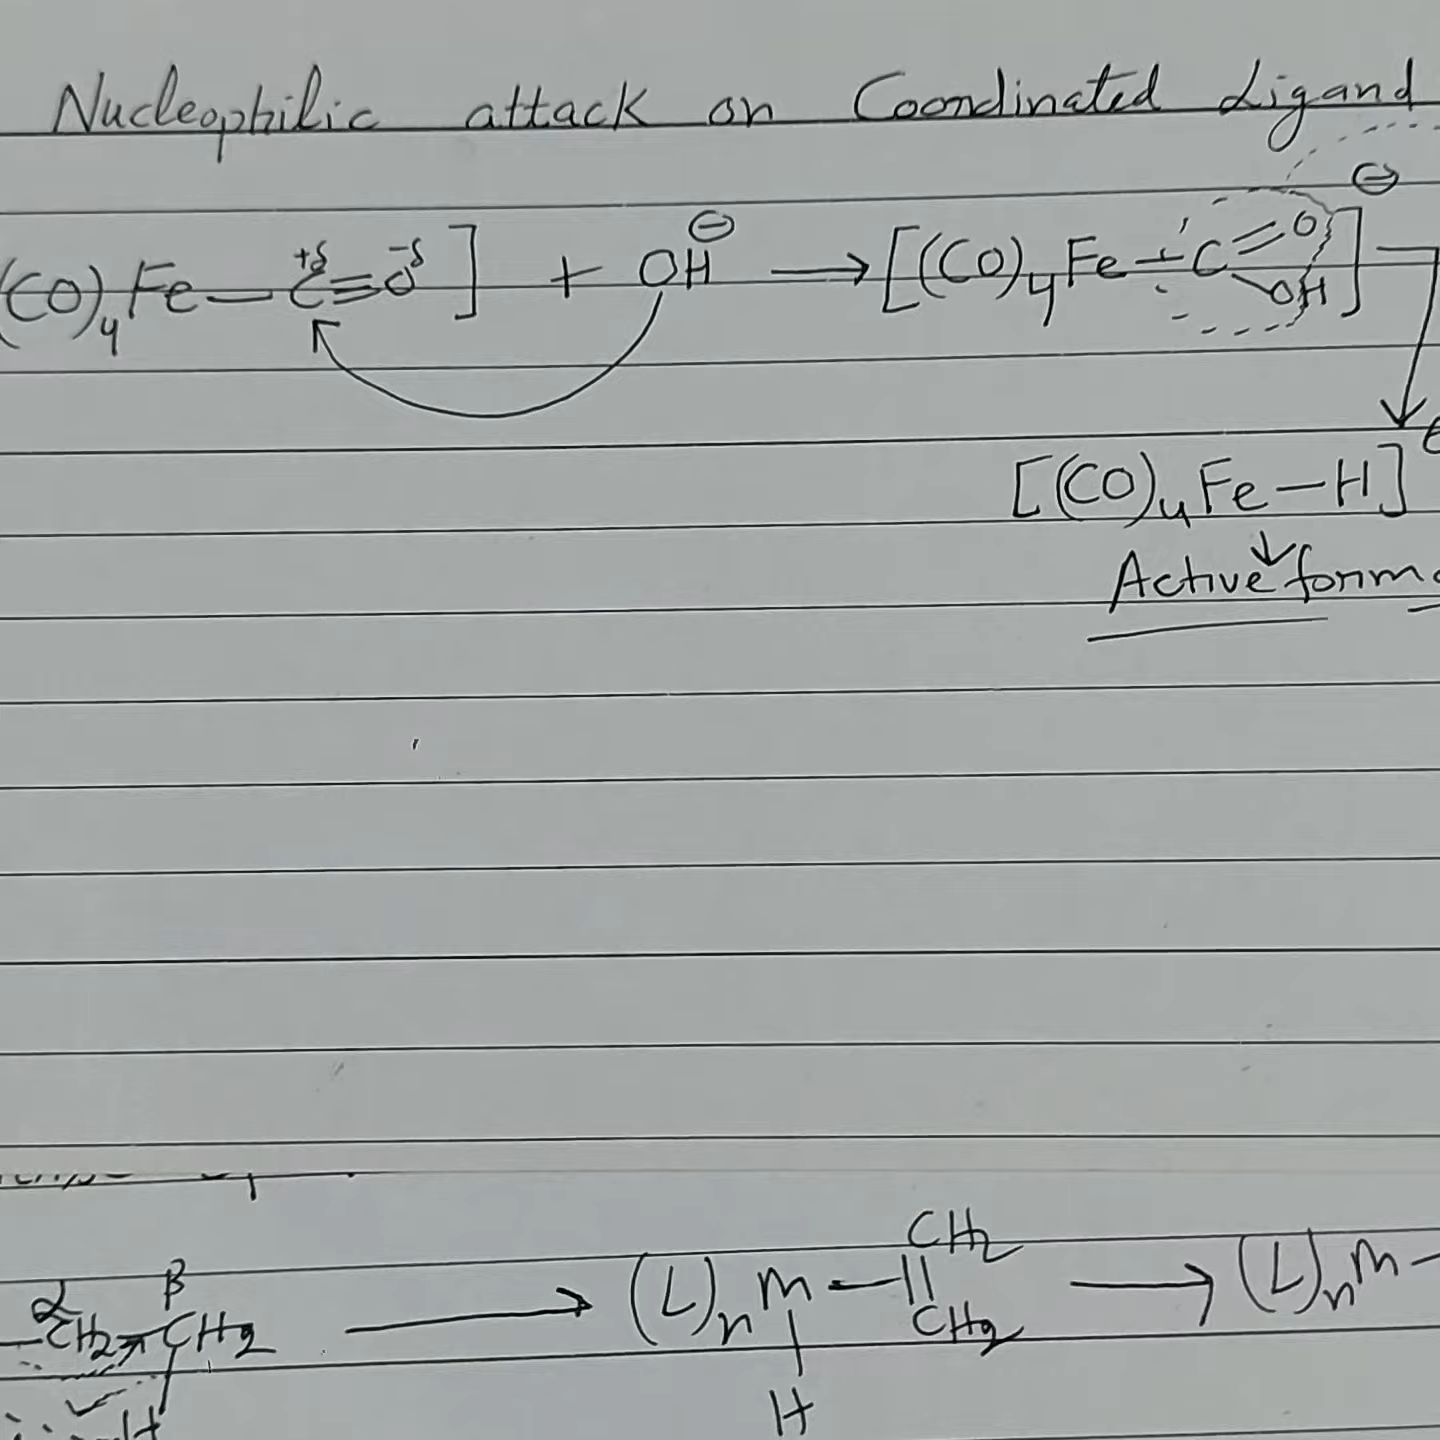 Nucleophilic attack on Coordinated Ligand
(CO)₄Fe—C≡O] + OH⊖ ⟶ [(CO)₄Fe—C(=O)OH]⊖
+δ -δ
[(CO)₄Fe—H]
Active
α β
—CH₂—CH₂ ⟶ (L)ₙM—CH₂=CH₂ ⟶ (L)ₙM—
H H